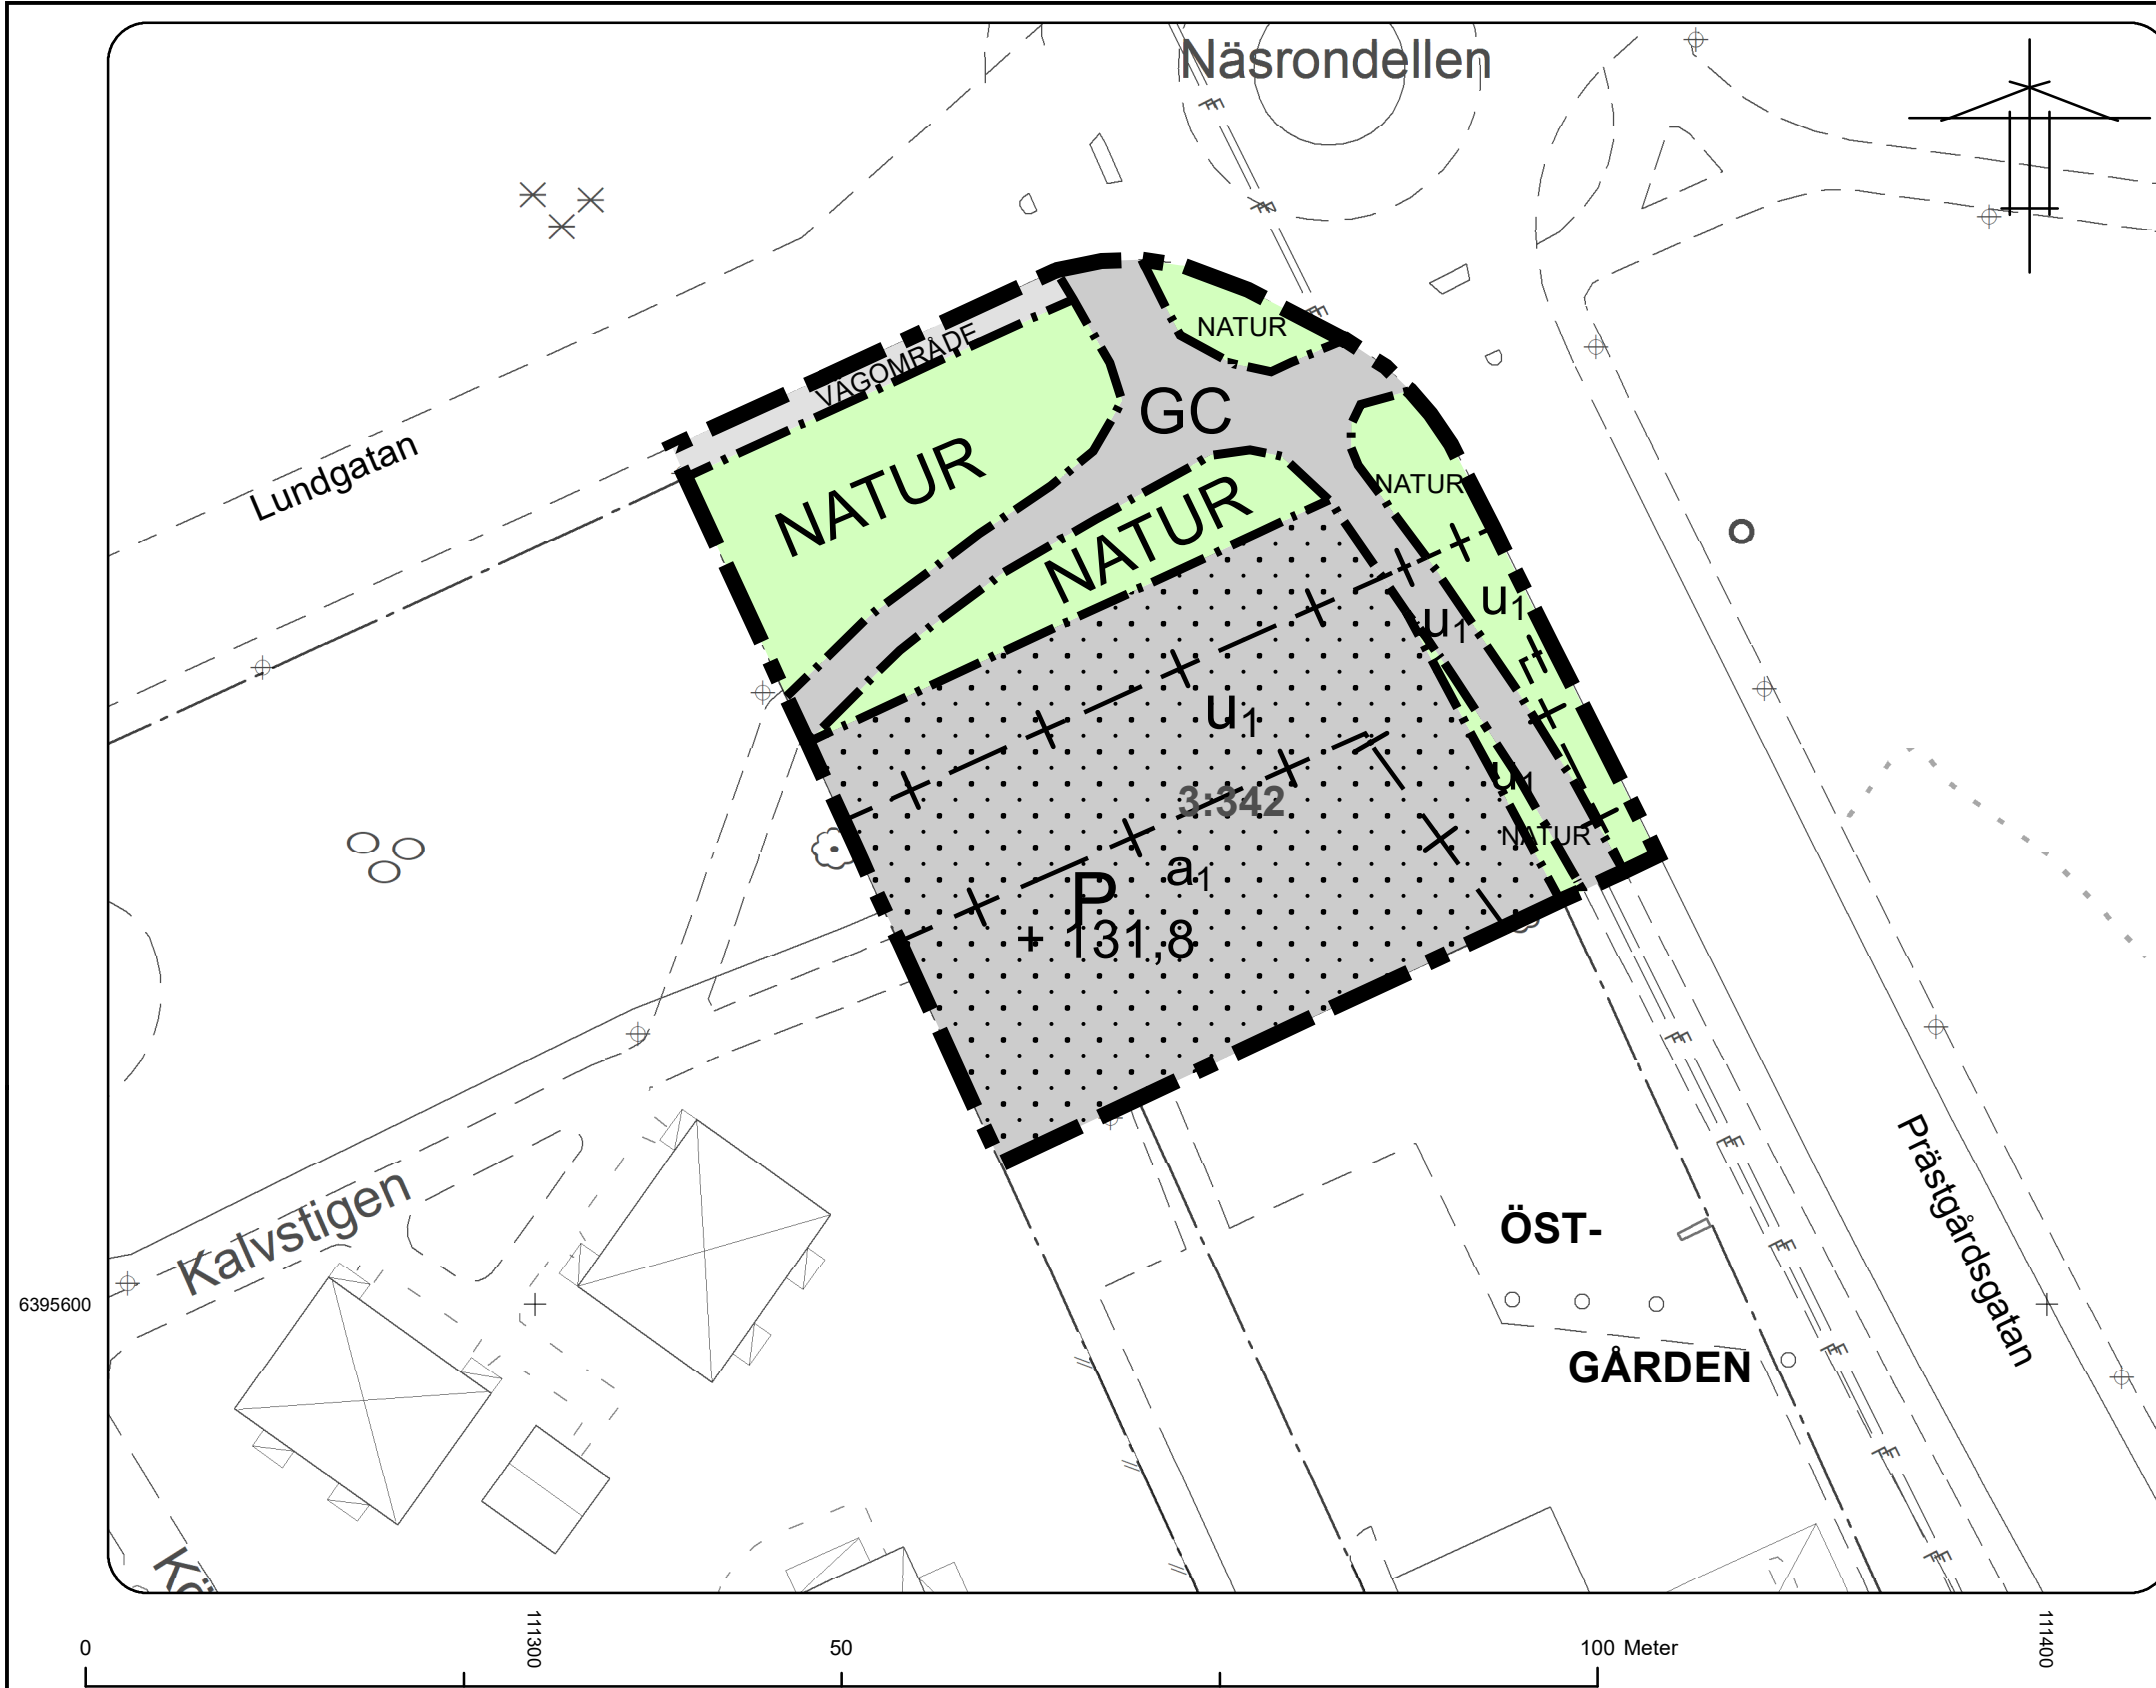 Näsrondellen
NATUR
VÄGOMRÅDE
GC
Lundgatan
NATUR
NATUR
NATUR
u1
u1
u1
u1
3:342
NATUR
a1
P
+ 131,8
Kalvstigen
Prästgårdsgatan
ÖST-
GÅRDEN
6395600
111300
111400
0
50
100 Meter